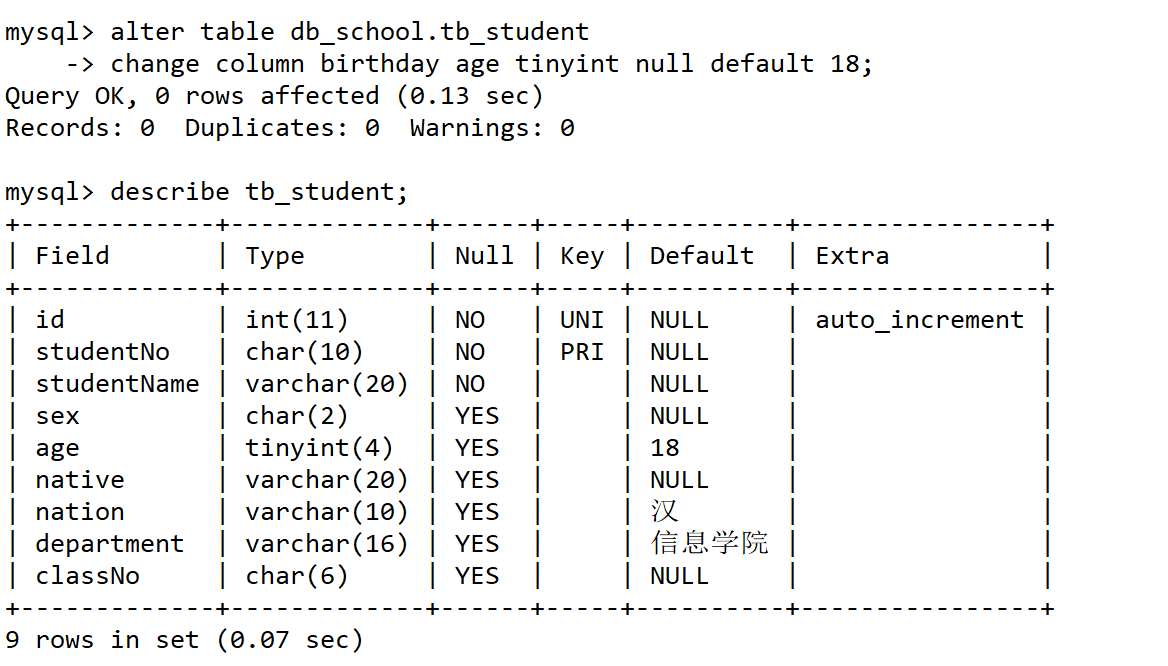 mysql> alter table db_school.tb_student
    -> change column birthday age tinyint null default 18;
Query OK, 0 rows affected (0.13 sec)
Records: 0  Duplicates: 0  Warnings: 0

mysql> describe tb_student;
+-------------+-------------+------+-----+----------+----------------+
| Field       | Type        | Null | Key | Default  | Extra          |
+-------------+-------------+------+-----+----------+----------------+
| id          | int(11)     | NO   | UNI | NULL     | auto_increment |
| studentNo   | char(10)    | NO   | PRI | NULL     |                |
| studentName | varchar(20) | NO   |     | NULL     |                |
| sex         | char(2)     | YES  |     | NULL     |                |
| age         | tinyint(4)  | YES  |     | 18       |                |
| native      | varchar(20) | YES  |     | NULL     |                |
| nation      | varchar(10) | YES  |     | 汉       |                |
| department  | varchar(16) | YES  |     | 信息学院 |                |
| classNo     | char(6)     | YES  |     | NULL     |                |
+-------------+-------------+------+-----+----------+----------------+
9 rows in set (0.07 sec)